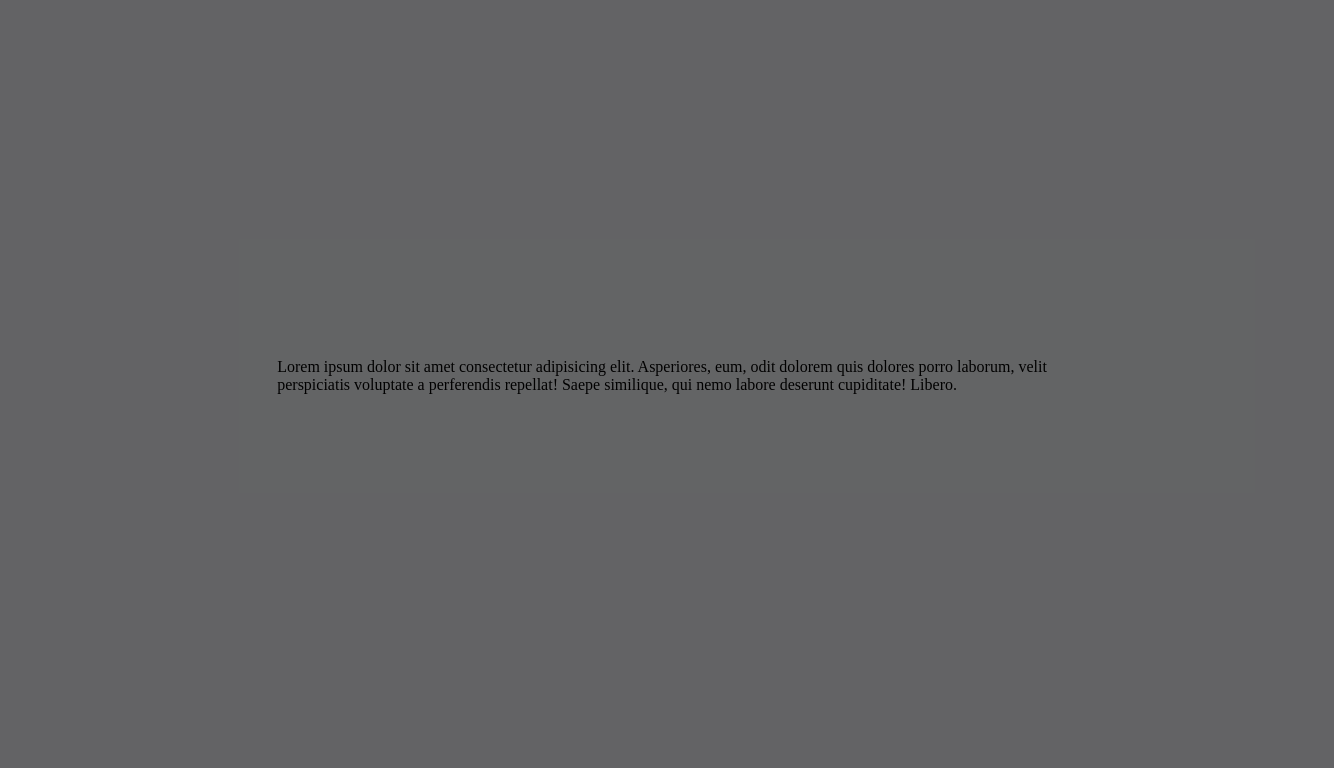 Lorem ipsum dolor sit amet consectetur adipisicing elit. Asperiores, eum, odit dolorem quis dolores porro laborum, velit
perspiciatis voluptate a perferendis repellat! Saepe similique, qui nemo labore deserunt cupiditate! Libero.